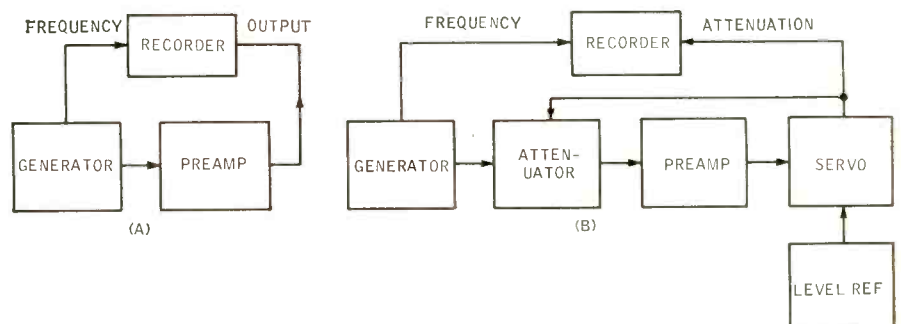 FREQUENCY
OUTPUT
RECORDER
GENERATOR
PREAMP
(A)
FREQUENCY
ATTENUATION
RECORDER
GENERATOR
ATTEN-
UATOR
PREAMP
SERVO
(B)
LEVEL REF